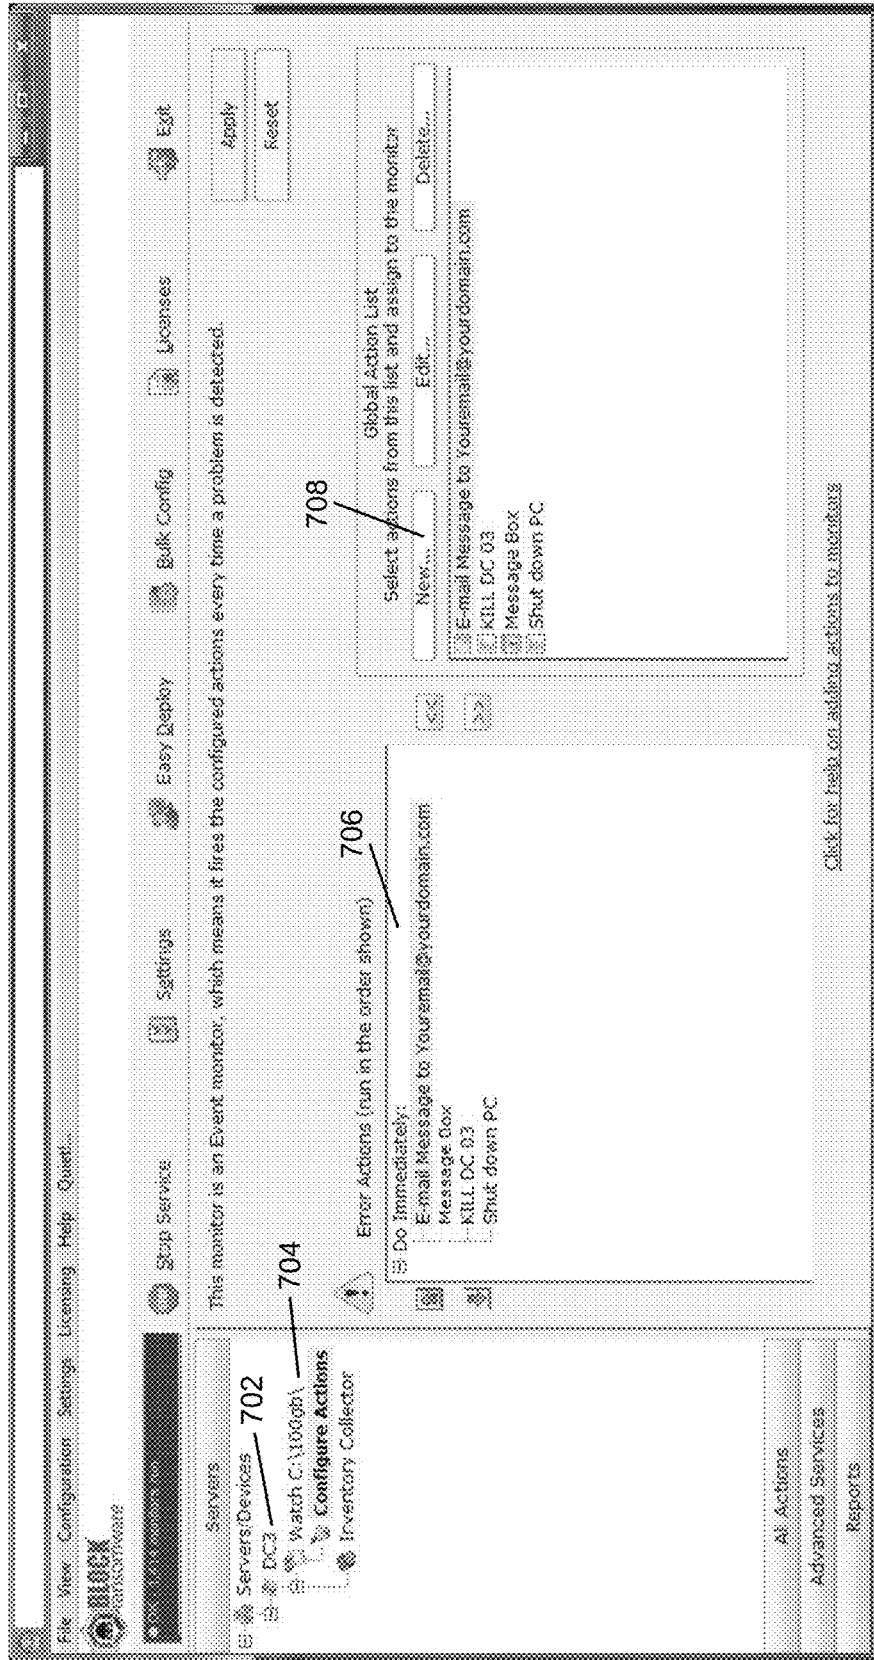 File View Configuration Settings Licensing Help Quiet!...
BLOCK
ransomware
Stop Service Settings Easy Deploy Bulk Config Licenses Exit
Servers
Servers/Devices
DC3
702
Watch C:\100gb\
704
Configure Actions
Inventory Collector
All Actions
Advanced Services
Reports
This monitor is an Event monitor, which means it fires the configured actions every time a problem is detected.
Apply
Reset
Error Actions (run in the order shown)
706
Do Immediately:
E-mail Message to Youremail@yourdomain.com
Message Box
KILL DC 03
Shut down PC
<<
>>
708
Global Action List
Select actions from this list and assign to the monitor
New... Edit... Delete...
E-mail Message to Youremail@yourdomain.com
KILL DC 03
Message Box
Shut down PC
Click for help on adding actions to monitors